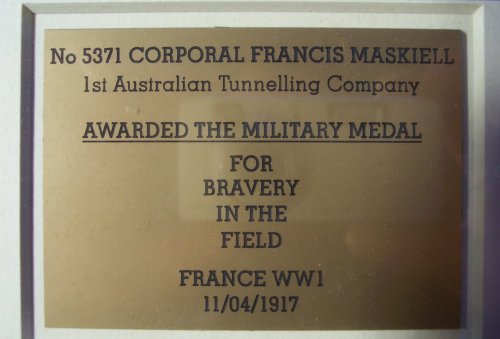 No 5371 CORPORAL FRANCIS MASKIELL
1st Australian Tunnelling Company
AWARDED THE MILITARY MEDAL
FOR
BRAVERY
IN THE
FIELD
FRANCE WW1
11/04/1917